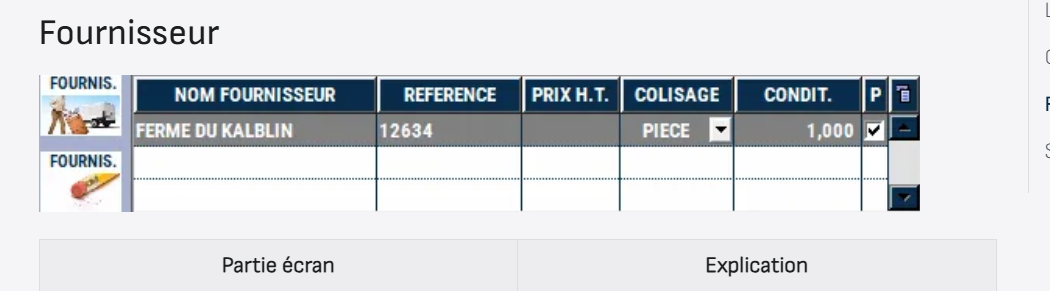 Fournisseur
FOURNIS.
NOM FOURNISSEUR REFERENCE PRIX H.T. COLISAGE CONDIT. P
FERME DU KALBLIN 12634 PIECE 1,000
FOURNIS.
Partie écran Explication